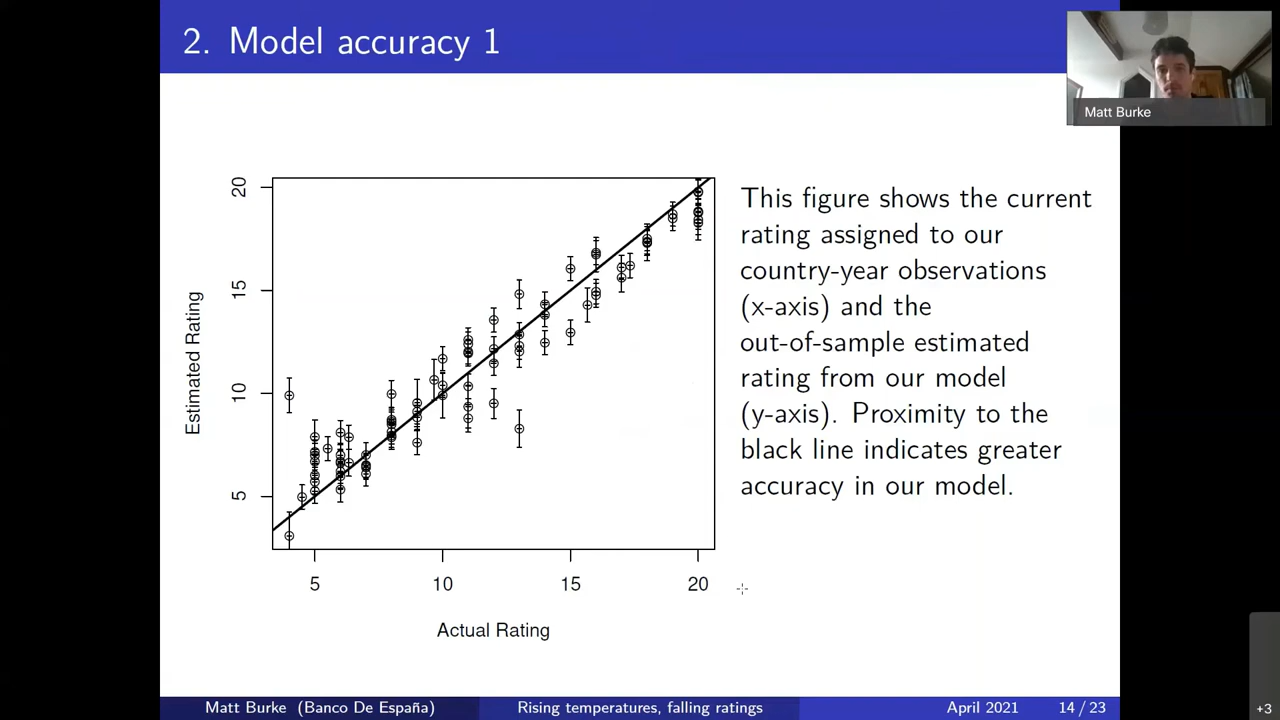 2. Model accuracy 1
Matt Burke
20
15
10
5
Estimated Rating
5
10
15
20
Actual Rating
This figure shows the current
rating assigned to our
country-year observations
(x-axis) and the
out-of-sample estimated
rating from our model
(y-axis). Proximity to the
black line indicates greater
accuracy in our model.
Matt Burke (Banco De España)
Rising temperatures, falling ratings
April 2021
14 / 23
+3